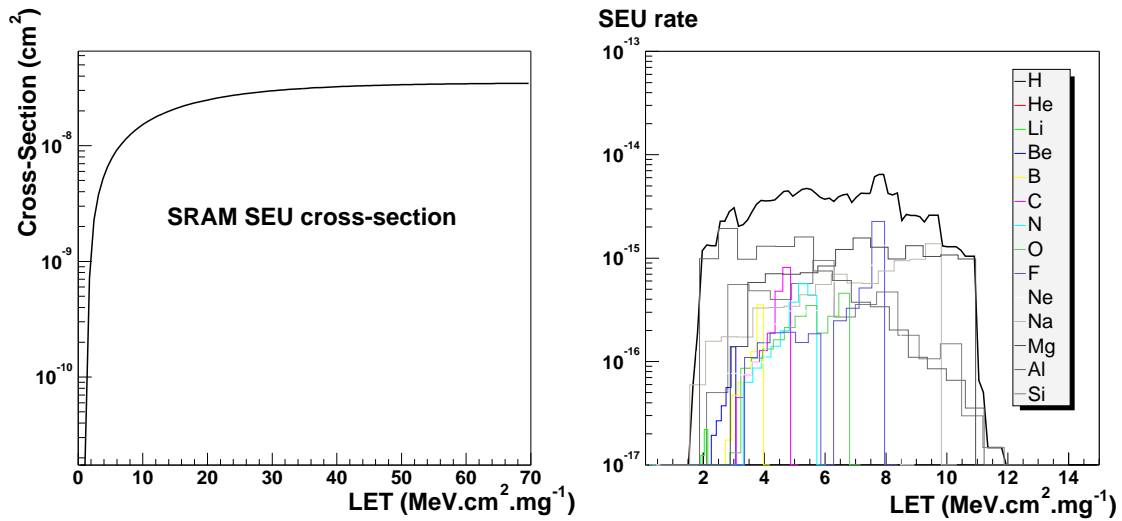 Cross-Section (cm²)
10⁻⁸
10⁻⁹
10⁻¹⁰
SRAM SEU cross-section
0 10 20 30 40 50 60 70
LET (MeV.cm².mg⁻¹)
SEU rate
10⁻¹³
10⁻¹⁴
10⁻¹⁵
10⁻¹⁶
10⁻¹⁷
H
He
Li
Be
B
C
N
O
F
Ne
Na
Mg
Al
Si
2 4 6 8 10 12 14
LET (MeV.cm².mg⁻¹)